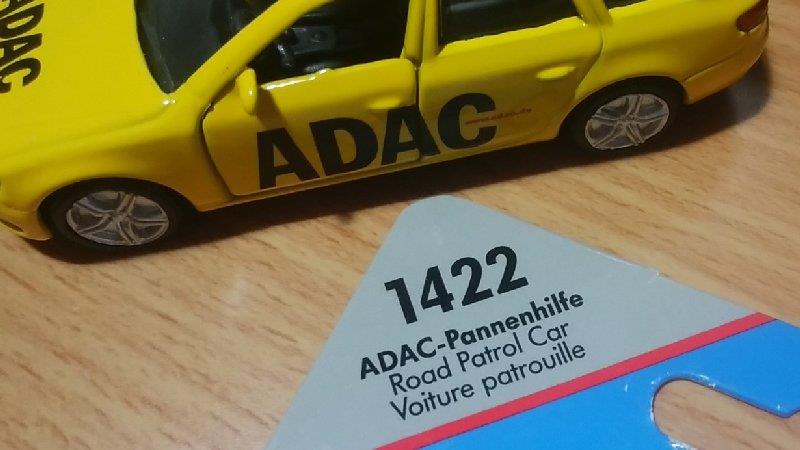 ADAC
ADAC
www.adac.de
1422
ADAC-Pannenhilfe
Road Patrol Car
Voiture patrouille